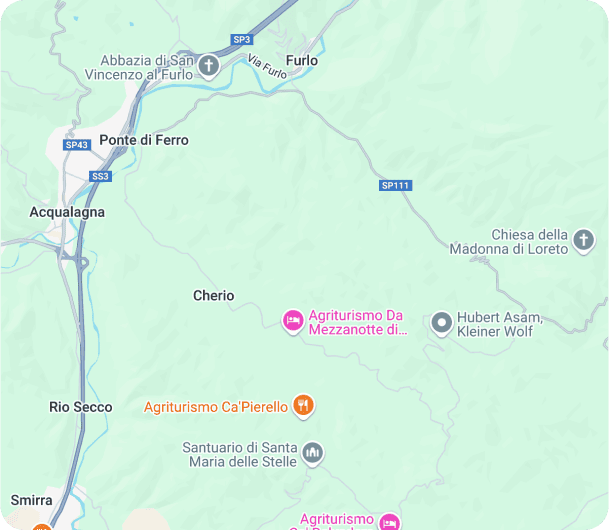 SP3
Abbazia di San
Vincenzo al Furlo
Via Furlo
Furlo
Ponte di Ferro
SP43
SS3
SP111
Acqualagna
Chiesa della
Madonna di Loreto
Cherio
Agriturismo Da
Mezzanotte di...
Hubert Asam,
Kleiner Wolf
Rio Secco
Agriturismo Ca'Pierello
Santuario di Santa
Maria delle Stelle
Smirra
Agriturismo